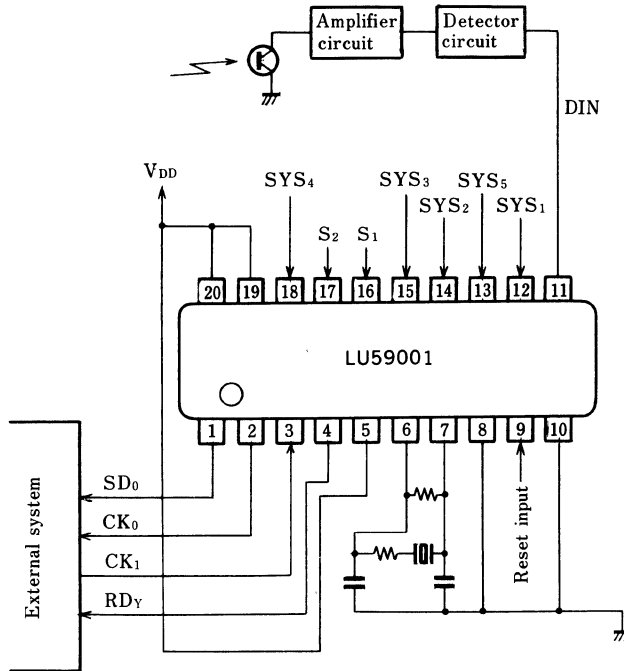 Amplifier
circuit
Detector
circuit
DIN
VDD
SYS4
SYS3
SYS5
SYS2
SYS1
S2
S1
20 19 18 17 16 15 14 13 12 11
LU59001
1 2 3 4 5 6 7 8 9 10
External system
SD0
CK0
CK1
RDY
Reset input